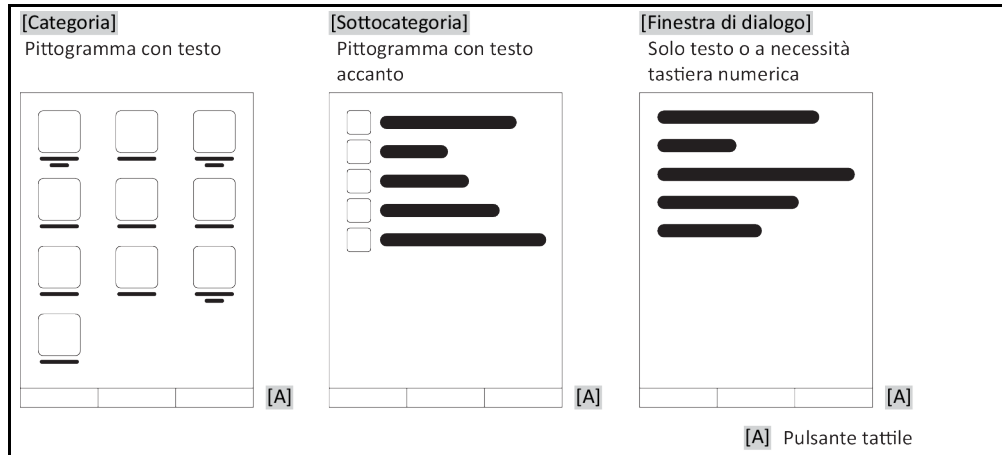 [Categoria]
Pittogramma con testo
[Sottocategoria]
Pittogramma con testo
accanto
[Finestra di dialogo]
Solo testo o a necessità
tastiera numerica
[A]
[A]
[A]
[A] Pulsante tattile